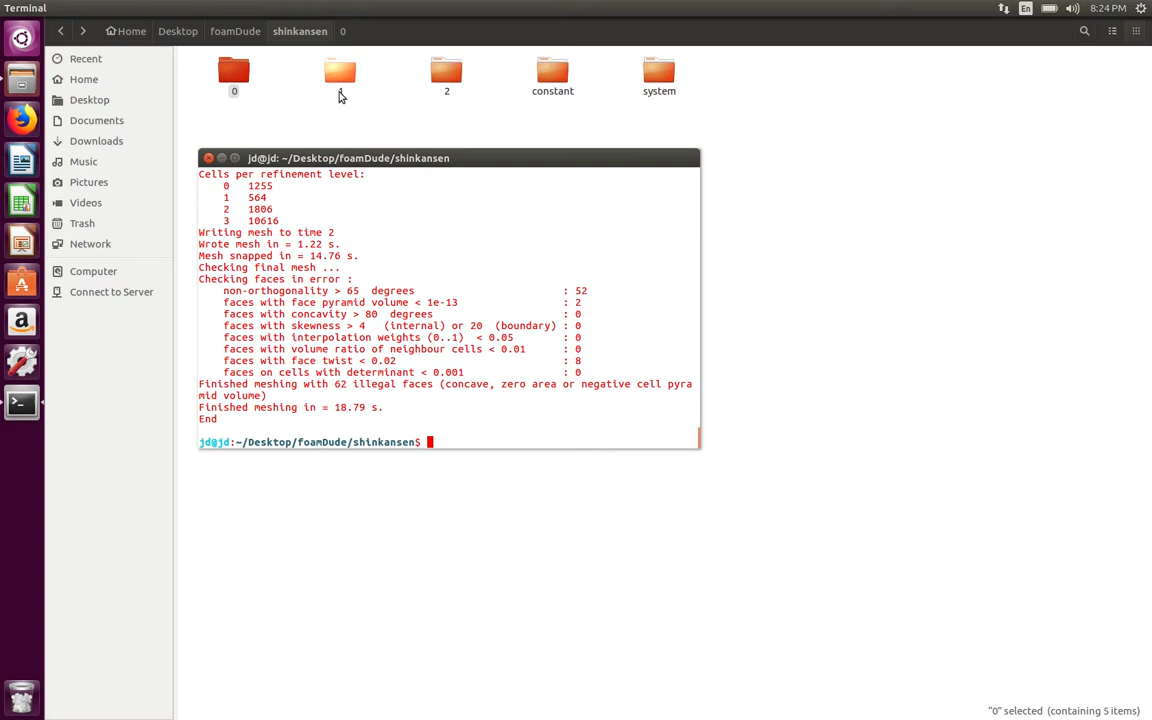 Terminal
En
8:24 PM
Home
Desktop
foamDude
shinkansen
0
Recent
Home
Desktop
Documents
Downloads
Music
Pictures
Videos
Trash
Network
Computer
Connect to Server
0
1
2
constant
system
jd@jd: ~/Desktop/foamDude/shinkansen
Cells per refinement level:
0 1255
1 564
2 1806
3 10616
Writing mesh to time 2
Wrote mesh in = 1.22 s.
Mesh snapped in = 14.76 s.
Checking final mesh ...
Checking faces in error :
non-orthogonality > 65 degrees : 52
faces with face pyramid volume < 1e-13 : 2
faces with concavity > 80 degrees : 0
faces with skewness > 4 (internal) or 20 (boundary) : 0
faces with interpolation weights (0..1) < 0.05 : 0
faces with volume ratio of neighbour cells < 0.01 : 0
faces with face twist < 0.02 : 8
faces on cells with determinant < 0.001 : 0
Finished meshing with 62 illegal faces (concave, zero area or negative cell pyra
mid volume)
Finished meshing in = 18.79 s.
End
jd@jd:~/Desktop/foamDude/shinkansen$
"0" selected (containing 5 items)